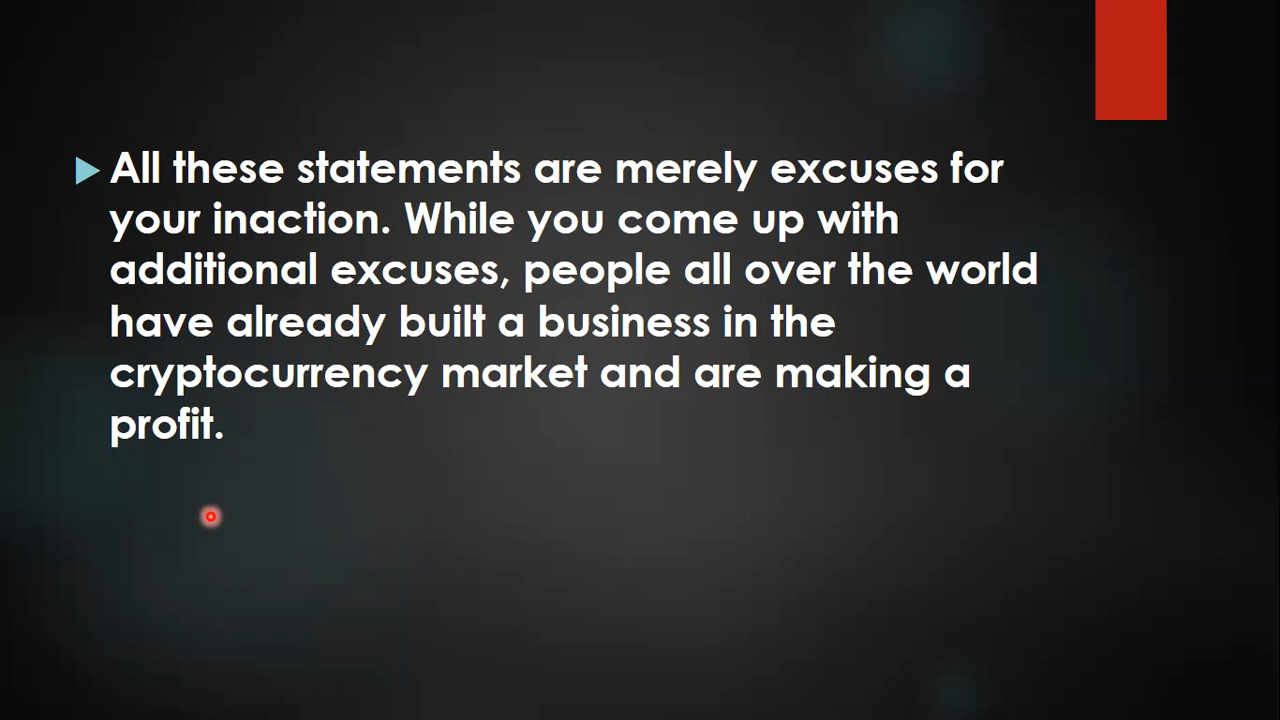 All these statements are merely excuses for
your inaction. While you come up with
additional excuses, people all over the world
have already built a business in the
cryptocurrency market and are making a
profit.